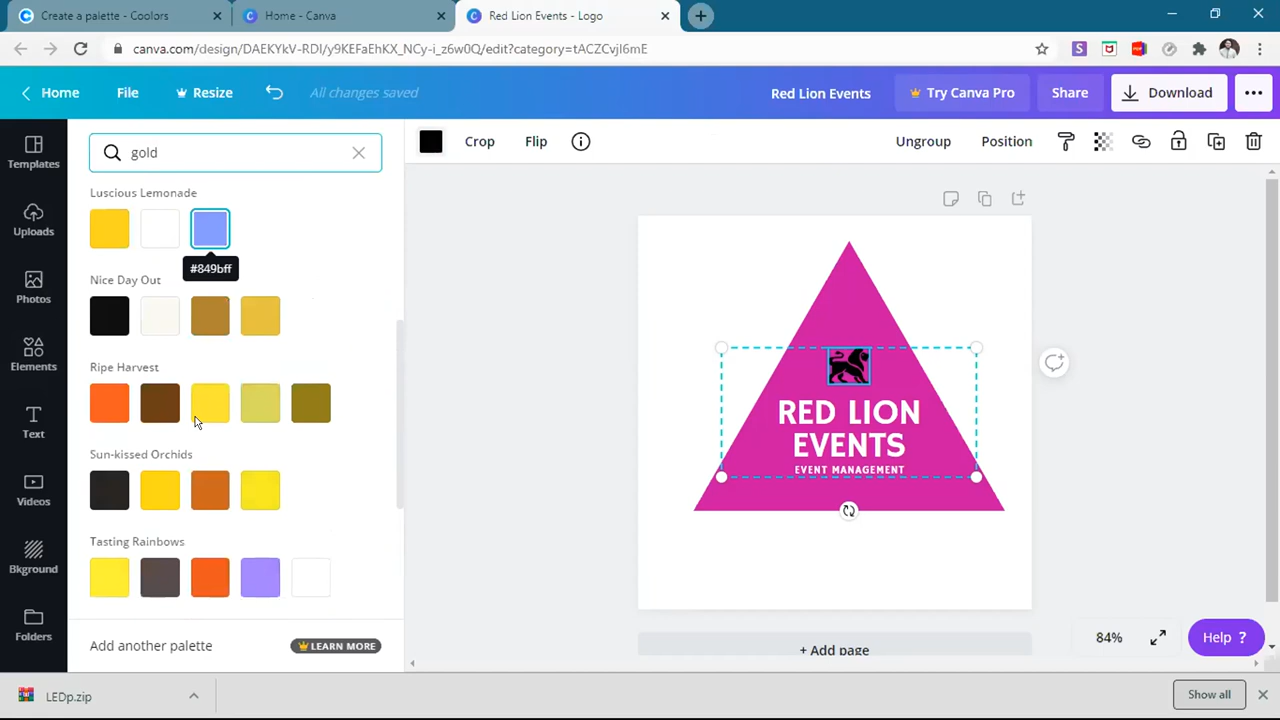 Create a palette - Coolors
Home - Canva
Red Lion Events - Logo
canva.com/design/DAEKYkV-RDI/y9KEFaEhKX_NCy-i_z6w0Q/edit?category=tACZCvjI6mE
Home
File
Resize
All changes saved
Red Lion Events
Try Canva Pro
Share
Download
Templates
Uploads
Photos
Elements
Text
Videos
Bkground
Folders
gold
Luscious Lemonade
#849bff
Nice Day Out
Ripe Harvest
Sun-kissed Orchids
Tasting Rainbows
Add another palette
LEARN MORE
Crop
Flip
Ungroup
Position
RED LION
EVENTS
EVENT MANAGEMENT
+ Add page
84%
Help ?
LEDp.zip
Show all